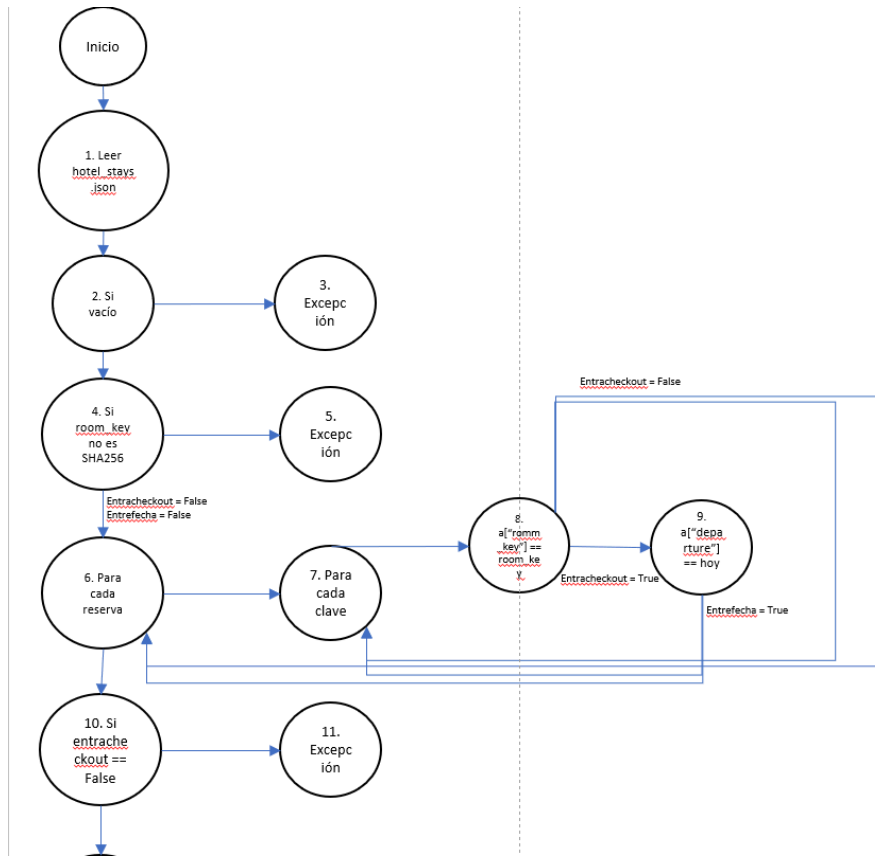 Inicio
1. Leer
hotel_stays
.json
2. Si
vacío
3.
Excepc
ión
4. Si
room_key
no es
SHA256
5.
Excepc
ión
Entracheckout = False
Entrefecha = False
6. Para
cada
reserva
7. Para
cada
clave
8.
a["romm
_key"] ==
room_ke
y
Entracheckout = False
Entracheckout = True
9.
a["depa
rture"]
== hoy
Entrefecha = True
10. Si
entrache
ckout ==
False
11.
Excepc
ión